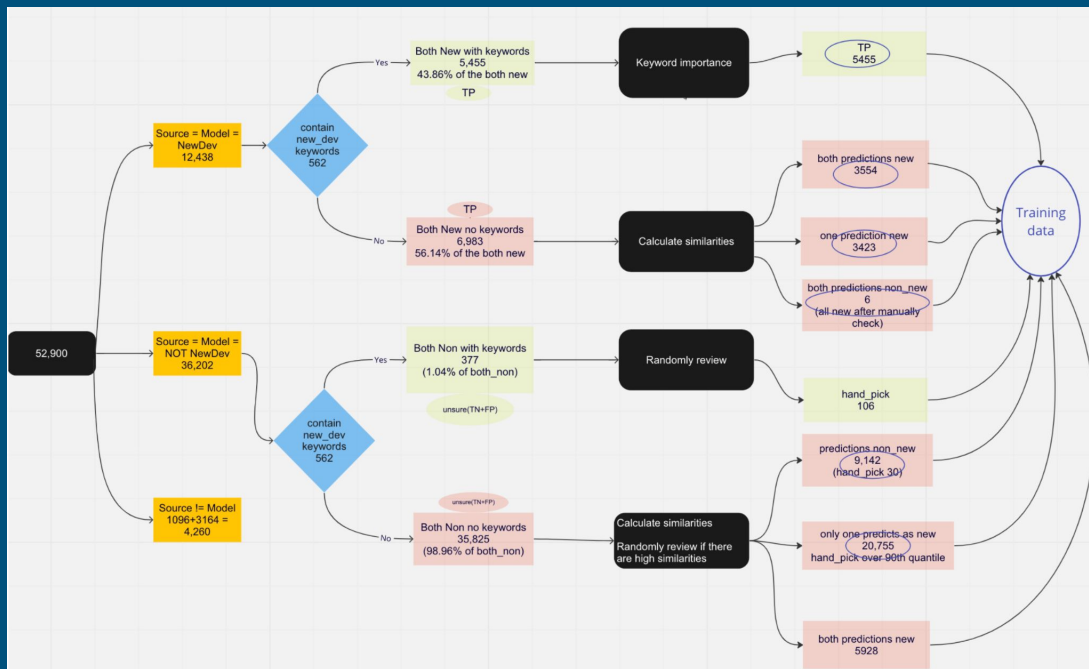 Both New with keywords
5,455
43.86% of the both new
TP
Yes
Keyword importance
TP
5455
Source = Model =
NewDev
12,438
contain
new_dev
keywords
562
both predictions new
3554
TP
Both New no keywords
6,983
56.14% of the both new
No
Calculate similarities
one prediction new
3423
both predictions non_new
6
(all new after manually
check)
Training
data
52,900
Source = Model =
NOT NewDev
36,202
Yes
Both Non with keywords
377
(1.04% of both_non)
unsure(TN+FP)
Randomly review
hand_pick
106
contain
new_dev
keywords
562
predictions non_new
9,142
(hand_pick 30)
Source != Model
1096+3164 =
4,260
unsure(TN+FP)
No
Both Non no keywords
35,825
(98.96% of both_non)
Calculate similarities
Randomly review if there
are high similarities
only one predicts as new
20,755
hand_pick over 90th quantile
both predictions new
5928